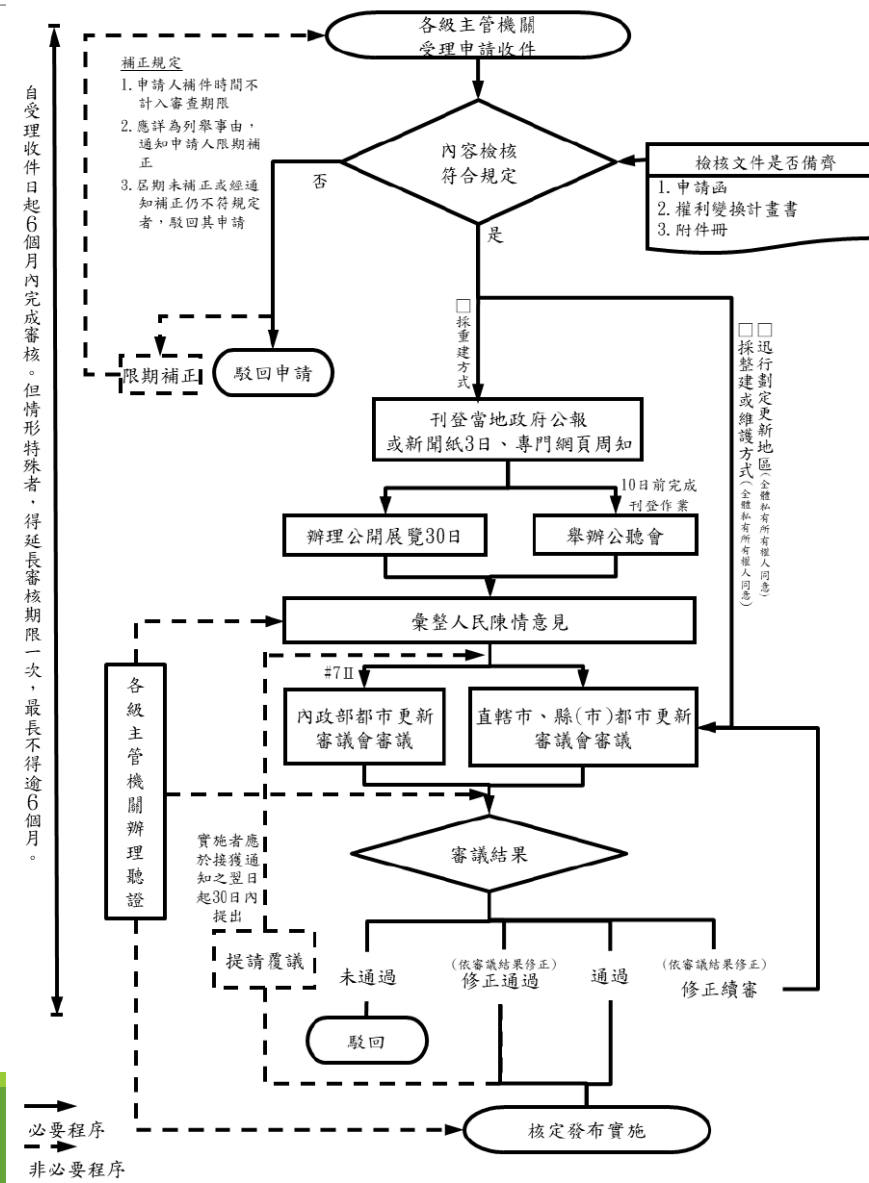 各級主管機關
受理申請收件
補正規定
1. 申請人補件時間不
計入審查期限
2. 應詳為列舉事由，
通知申請人限期補
正
3. 屆期未補正或經通
知補正仍不符規定
者，駁回其申請
自受理收件日起6個月內完成審核。但情形特殊者，得延長審核期限一次，最長不得逾6個月。
內容檢核
符合規定
否
是
檢核文件是否備齊
1. 申請函
2. 權利變換計畫書
3. 附件冊
限期補正
駁回申請
□採重建方式
□迅行劃定更新地區(全體私有所有權人同意)
□採整建或維護方式(全體私有所有權人同意)
刊登當地政府公報
或新聞紙3日、專門網頁周知
10日前完成
刊登作業
辦理公開展覽30日
舉辦公聽會
彙整人民陳情意見
#7Ⅱ
內政部都市更新
審議會審議
直轄市、縣(市)都市更新
審議會審議
各級主管機關辦理聽證
審議結果
實施者應
於接獲通
知之翌日
起30日內
提出
提請覆議
未通過
(依審議結果修正)
修正通過
通過
(依審議結果修正)
修正續審
駁回
核定發布實施
必要程序
非必要程序